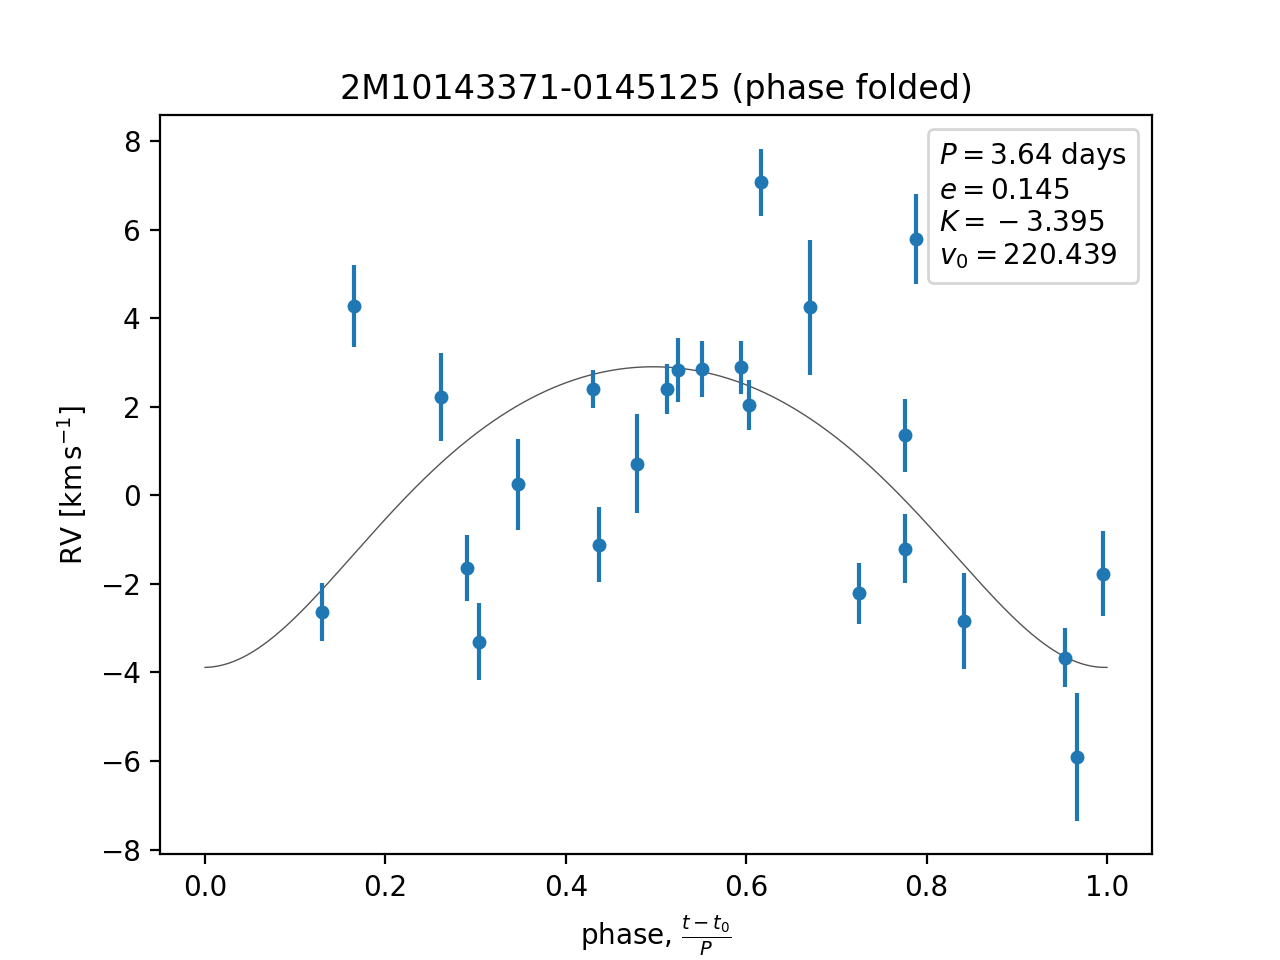 2M10143371-0145125 (phase folded)
P = 3.64 days
e = 0.145
K = −3.395
v₀ = 220.439
RV [km s⁻¹]
8
6
4
2
0
−2
−4
−6
−8
0.0 0.2 0.4 0.6 0.8 1.0
phase, (t − t₀)/P